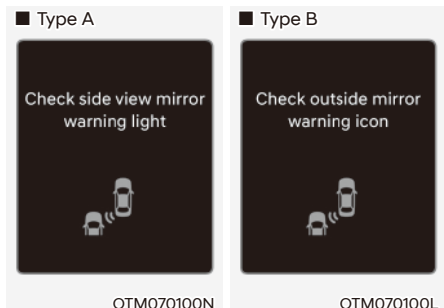 ■ Type A
Check side view mirror
warning light
OTM070100N
■ Type B
Check outside mirror
warning icon
OTM070100L